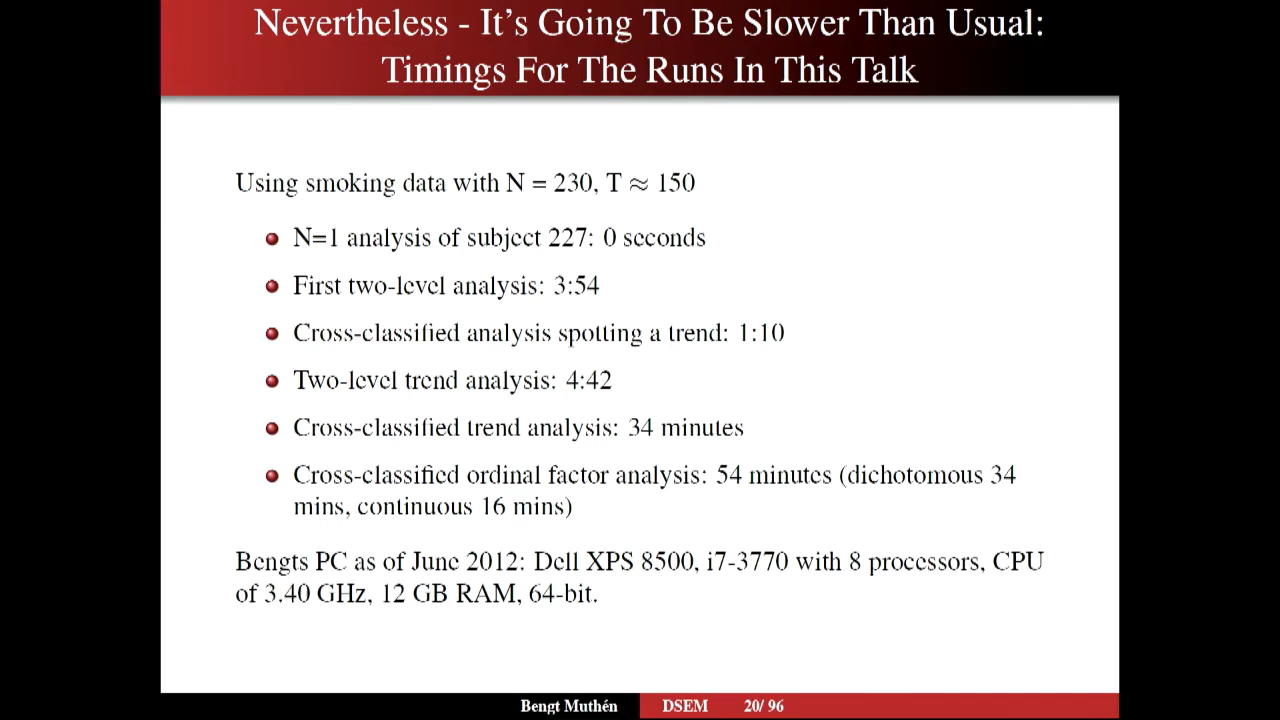 Nevertheless - It's Going To Be Slower Than Usual:
Timings For The Runs In This Talk
Using smoking data with N = 230, T ≈ 150
N=1 analysis of subject 227: 0 seconds
First two-level analysis: 3:54
Cross-classified analysis spotting a trend: 1:10
Two-level trend analysis: 4:42
Cross-classified trend analysis: 34 minutes
Cross-classified ordinal factor analysis: 54 minutes (dichotomous 34
mins, continuous 16 mins)
Bengts PC as of June 2012: Dell XPS 8500, i7-3770 with 8 processors, CPU
of 3.40 GHz, 12 GB RAM, 64-bit.
Bengt Muthén DSEM 20/ 96